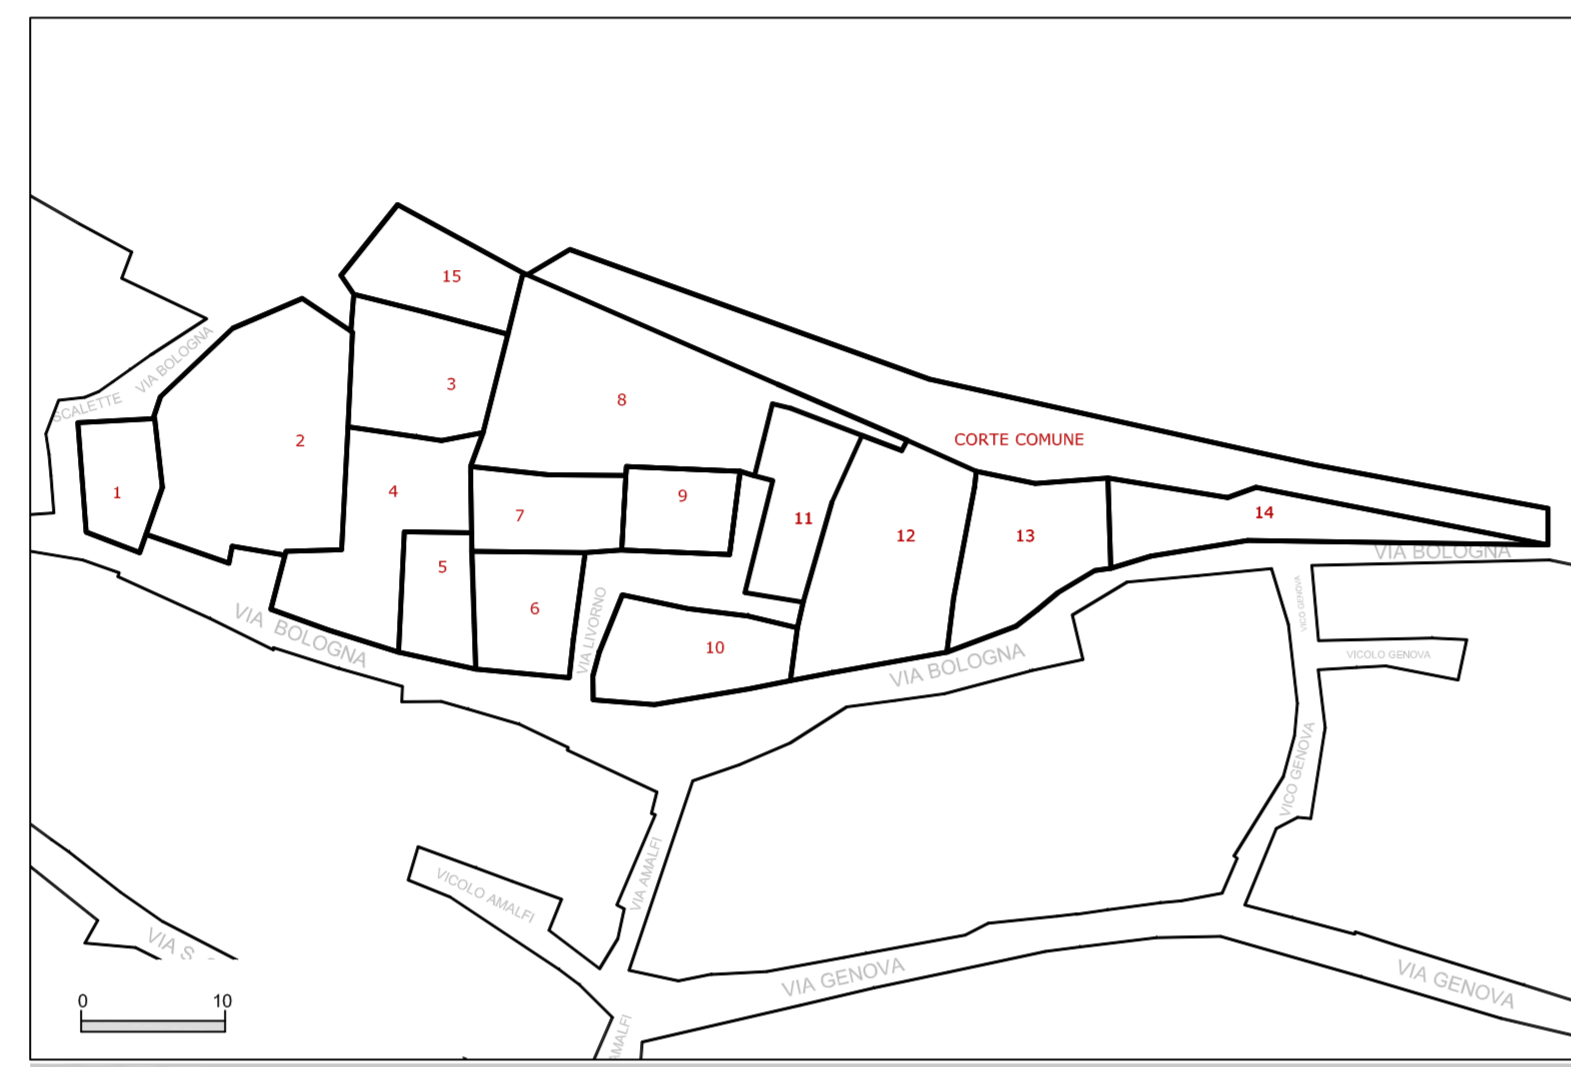 15
VIA BOLOGNA
3
8
SCALETTE
2
CORTE COMUNE
1
4
9
7
11
14
12
13
VIA BOLOGNA
5
VICO GENOVA
6
VIA LIVORNO
VIA BOLOGNA
10
VICOLO GENOVA
VIA BOLOGNA
VICO GENOVA
VIA AMALFI
VICOLO AMALFI
VIA S.
VIA GENOVA
VIA GENOVA
0 10
AMALFI